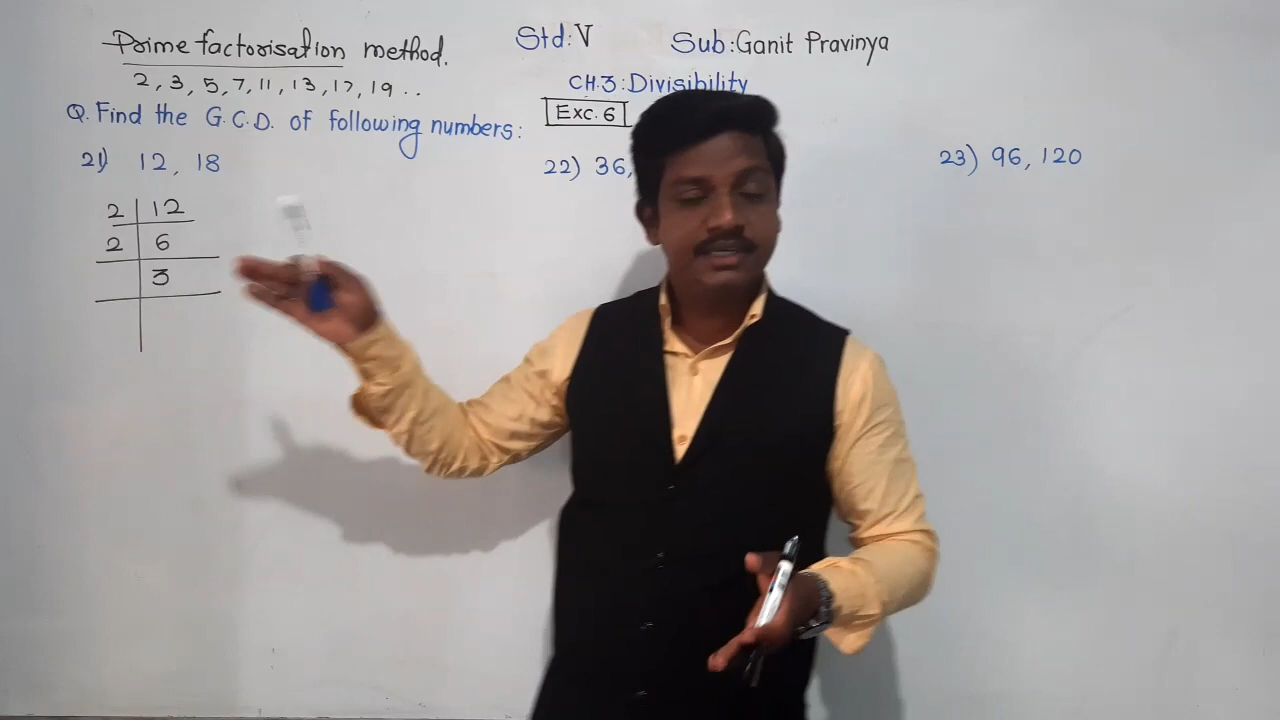 Prime factorisation method.
2, 3, 5, 7, 11, 13, 17, 19 ..
Std: V Sub: Ganit Pravinya
CH.3: Divisibility
Exc. 6
Q. Find the G.C.D. of following numbers:
21) 12, 18
2 12
2 6
3
22) 36,
23) 96, 120